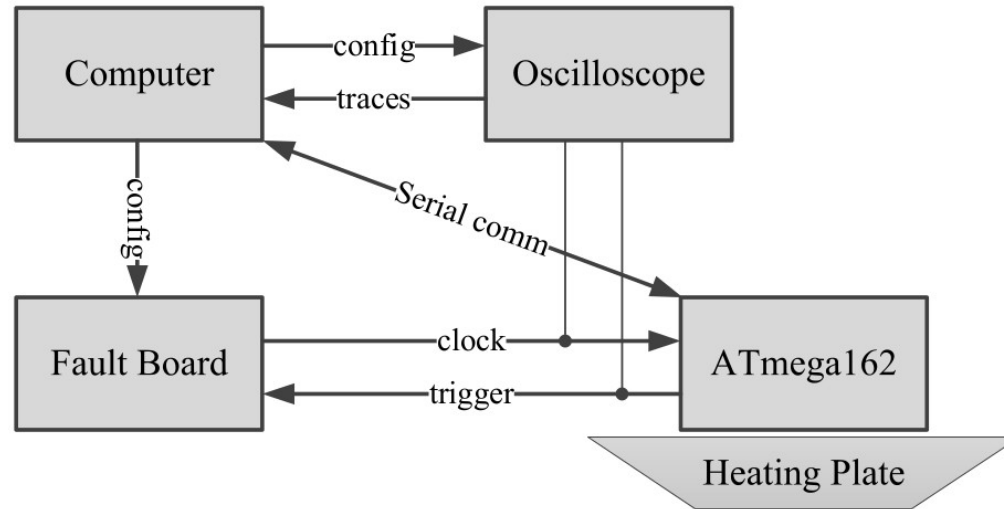 Computer
config
Oscilloscope
traces
config
Serial comm
Fault Board
clock
ATmega162
trigger
Heating Plate